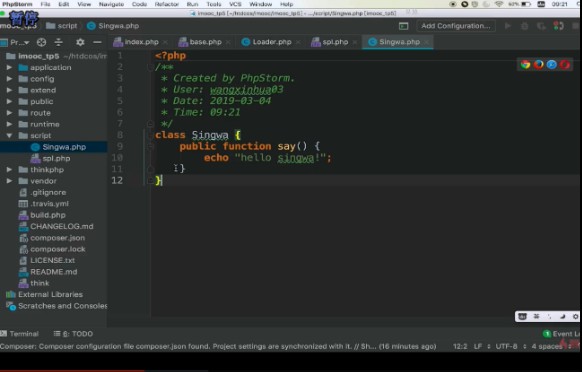 PhpStorm File Edit View Navigate Code Refactor Run Tools VCS Window Help
00:21
imooc_tp5 [~/htdcos/imooc/imooc_tp5] - .../script/Singwa.php [imooc_tp5]
暂停
script Singwa.php
Add Configuration...
Pr...
index.php base.php Loader.php spl.php Singwa.php
imooc_tp5 ~/htdcos/im
application
config
extend
public
route
runtime
script
Singwa.php
spl.php
thinkphp
vendor
.gitignore
.travis.yml
build.php
CHANGELOG.md
composer.json
composer.lock
LICENSE.txt
README.md
think
External Libraries
Scratches and Consoles
1 <?php
2 /**
3 * Created by PhpStorm.
4 * User: wangxinhua03
5 * Date: 2019-03-04
6 * Time: 09:21
7 */
8 class Singwa {
9 public function say() {
10 echo "hello singwa!";
11 }
12 }
Terminal 6: TODO
1 Event Lo
Composer: Composer configuration file composer.json found. Project settings are synchronized with it. // Sh... (16 minutes ago)
12:2 LF UTF-8 4 spaces